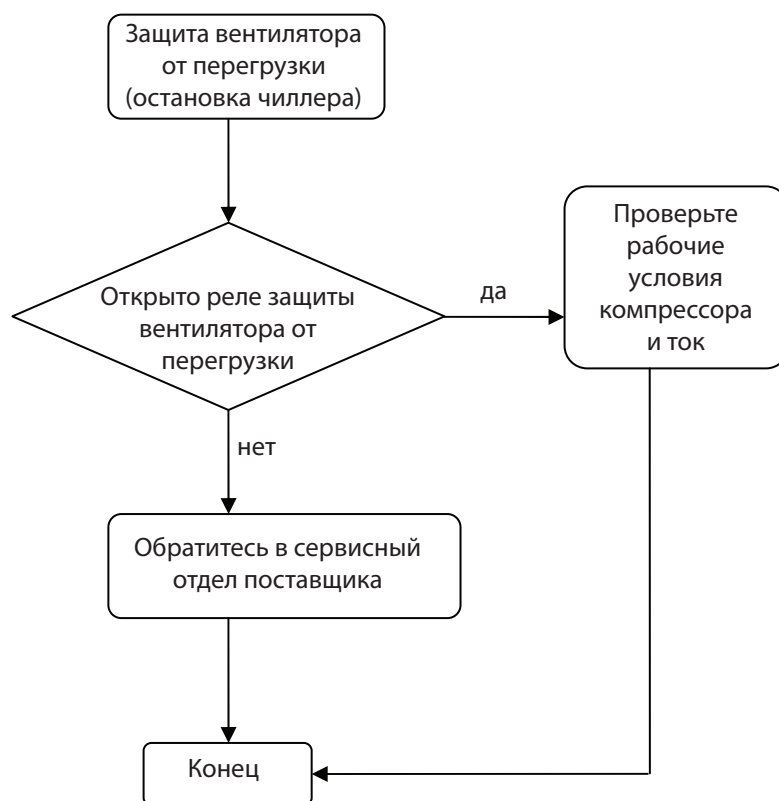 Защита вентилятора
от перегрузки
(остановка чиллера)
Проверьте
рабочие
условия
компрессора
и ток
Открыто реле защиты
вентилятора от
перегрузки
да
нет
Обратитесь в сервисный
отдел поставщика
Конец